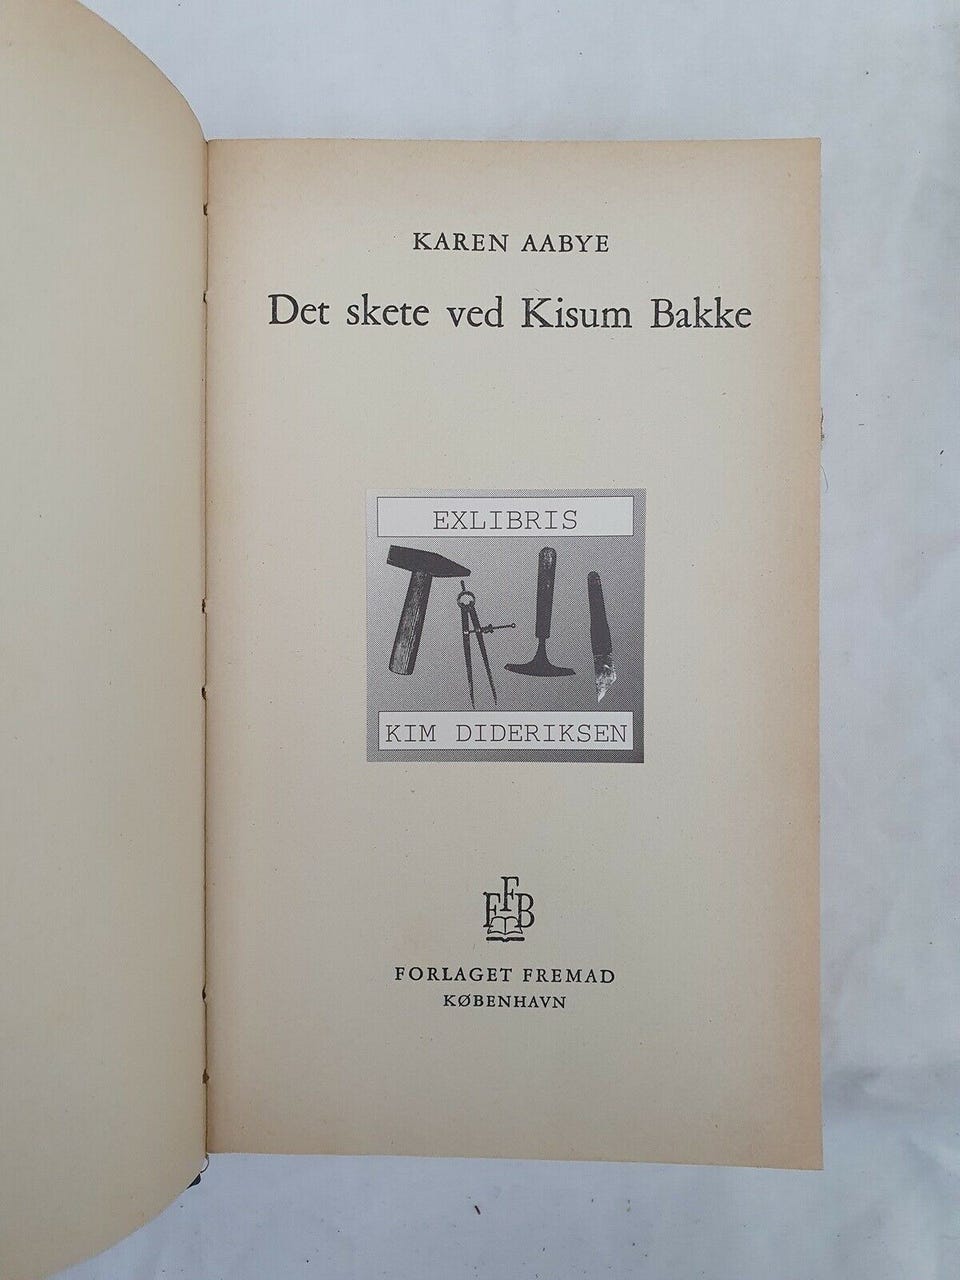 KAREN AABYE
Det skete ved Kisum Bakke
EXLIBRIS
KIM DIDERIKSEN
FFB
FORLAGET FREMAD
KØBENHAVN